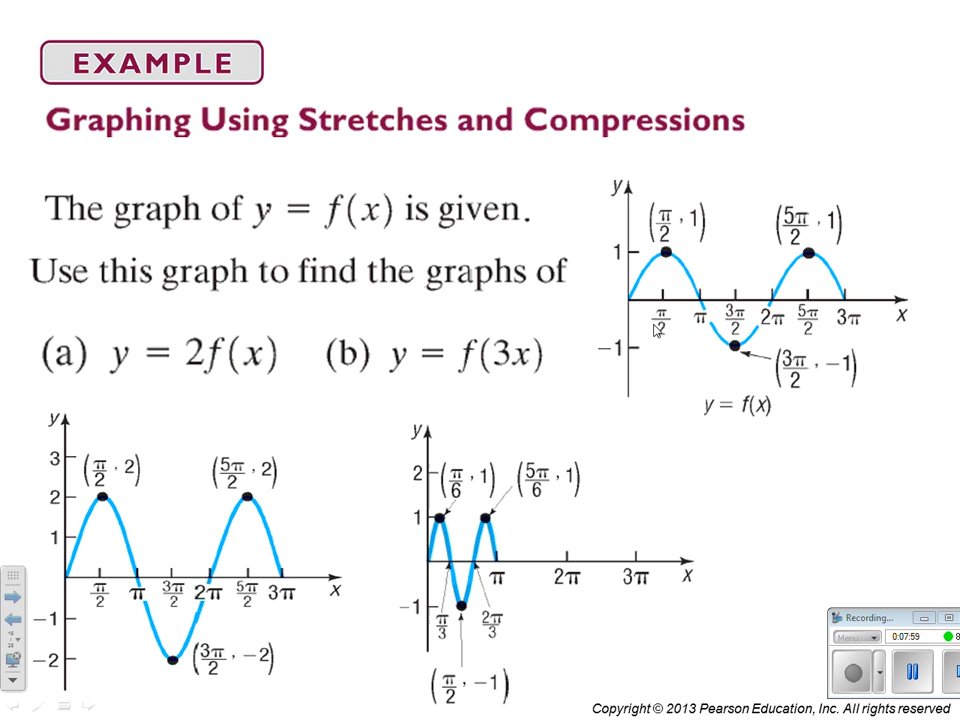 EXAMPLE
Graphing Using Stretches and Compressions
The graph of y = f(x) is given.
Use this graph to find the graphs of
(a) y = 2f(x) (b) y = f(3x)
y
(π/2, 1) (5π/2, 1)
1
π/2 π 3π/2 2π 5π/2 3π x
−1
(3π/2, −1)
y = f(x)
y
3
(π/2, 2) (5π/2, 2)
2
1
π/2 π 3π/2 2π 5π/2 3π x
−1
−2
(3π/2, −2)
y
2
(π/6, 1) (5π/6, 1)
1
π 2π 3π x
−1
π/3 2π/3
(π/2, −1)
Recording...
Menu
0:07:59 8
Copyright © 2013 Pearson Education, Inc. All rights reserved